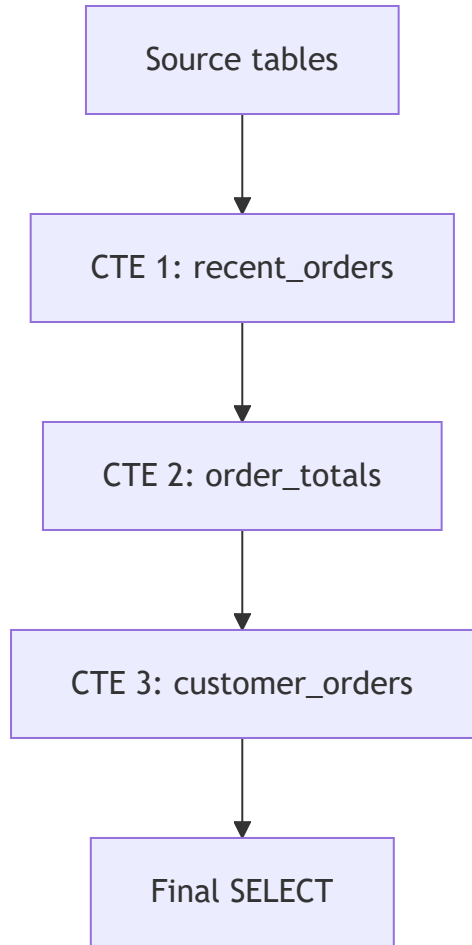 Source tables
CTE 1: recent_orders
CTE 2: order_totals
CTE 3: customer_orders
Final SELECT